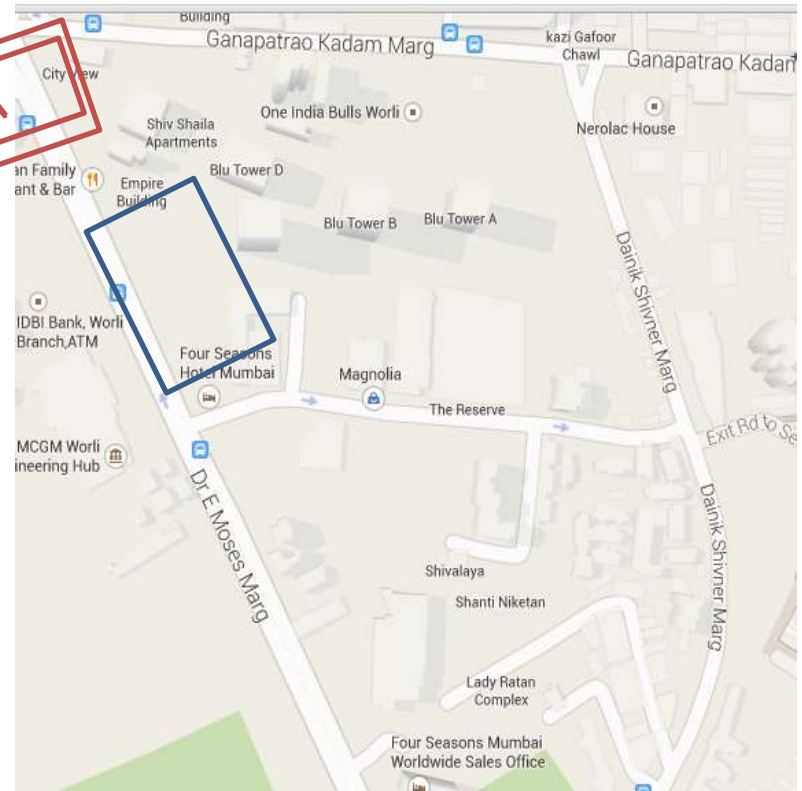 Building
Ganapatrao Kadam Marg
kazi Gafoor
Chawl
Ganapatrao Kadam
City View
One India Bulls Worli
Nerolac House
Shiv Shaila
Apartments
an Family
ant & Bar
Empire
Building
Blu Tower D
Blu Tower B
Blu Tower A
Dainik Shivner Marg
IDBI Bank, Worli
Branch,ATM
Four Seasons
Hotel Mumbai
Magnolia
The Reserve
Exit Rd to Se
MCGM Worli
ineering Hub
Dr E Moses Marg
Dainik Shivner Marg
Shivalaya
Shanti Niketan
Lady Ratan
Complex
Four Seasons Mumbai
Worldwide Sales Office